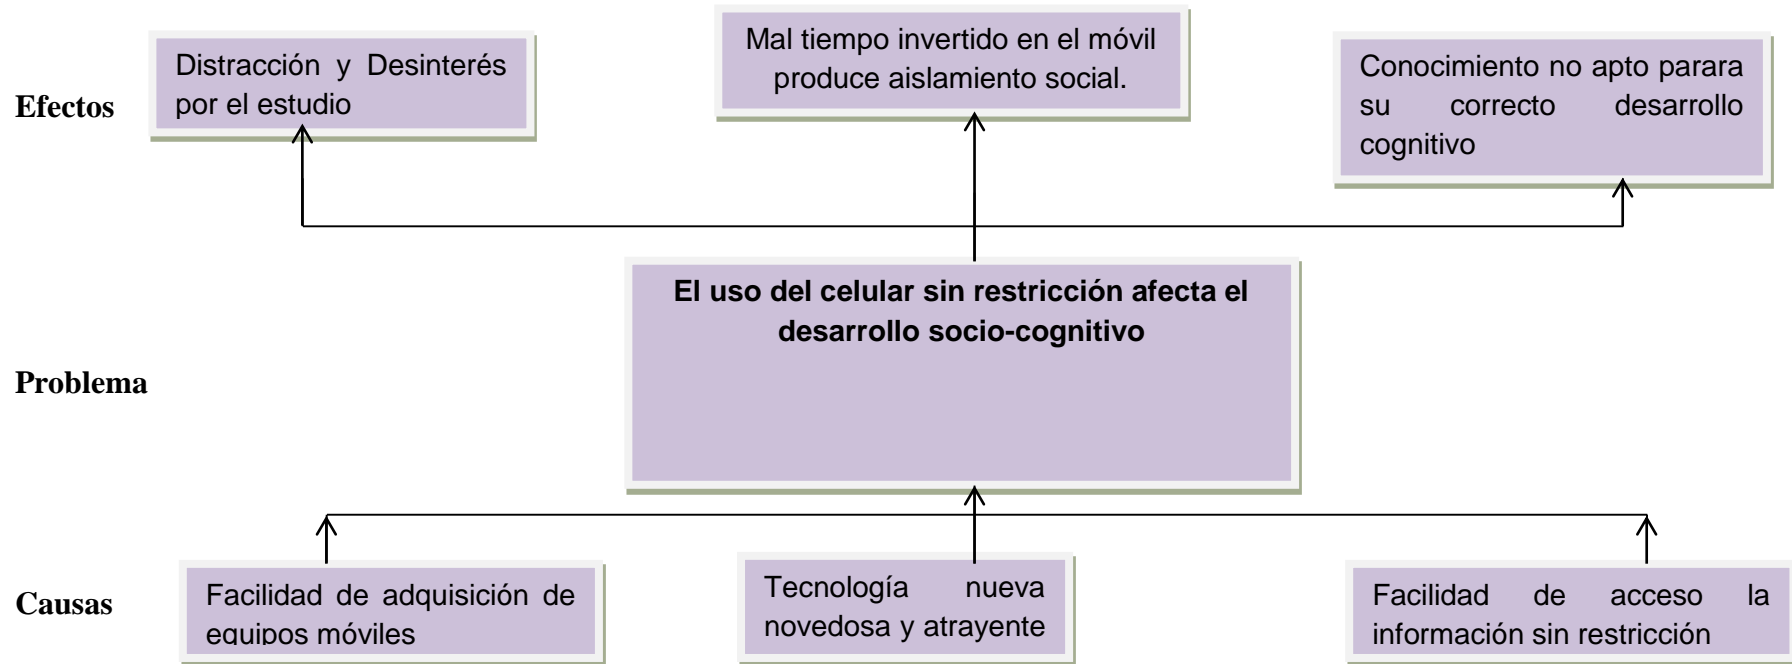 Efectos
Distracción y Desinterés
por el estudio
Mal tiempo invertido en el móvil
produce aislamiento social.
Conocimiento no apto parara
su correcto desarrollo
cognitivo
Problema
El uso del celular sin restricción afecta el
desarrollo socio-cognitivo
Causas
Facilidad de adquisición de
equipos móviles
Tecnología nueva
novedosa y atrayente
Facilidad de acceso la
información sin restricción